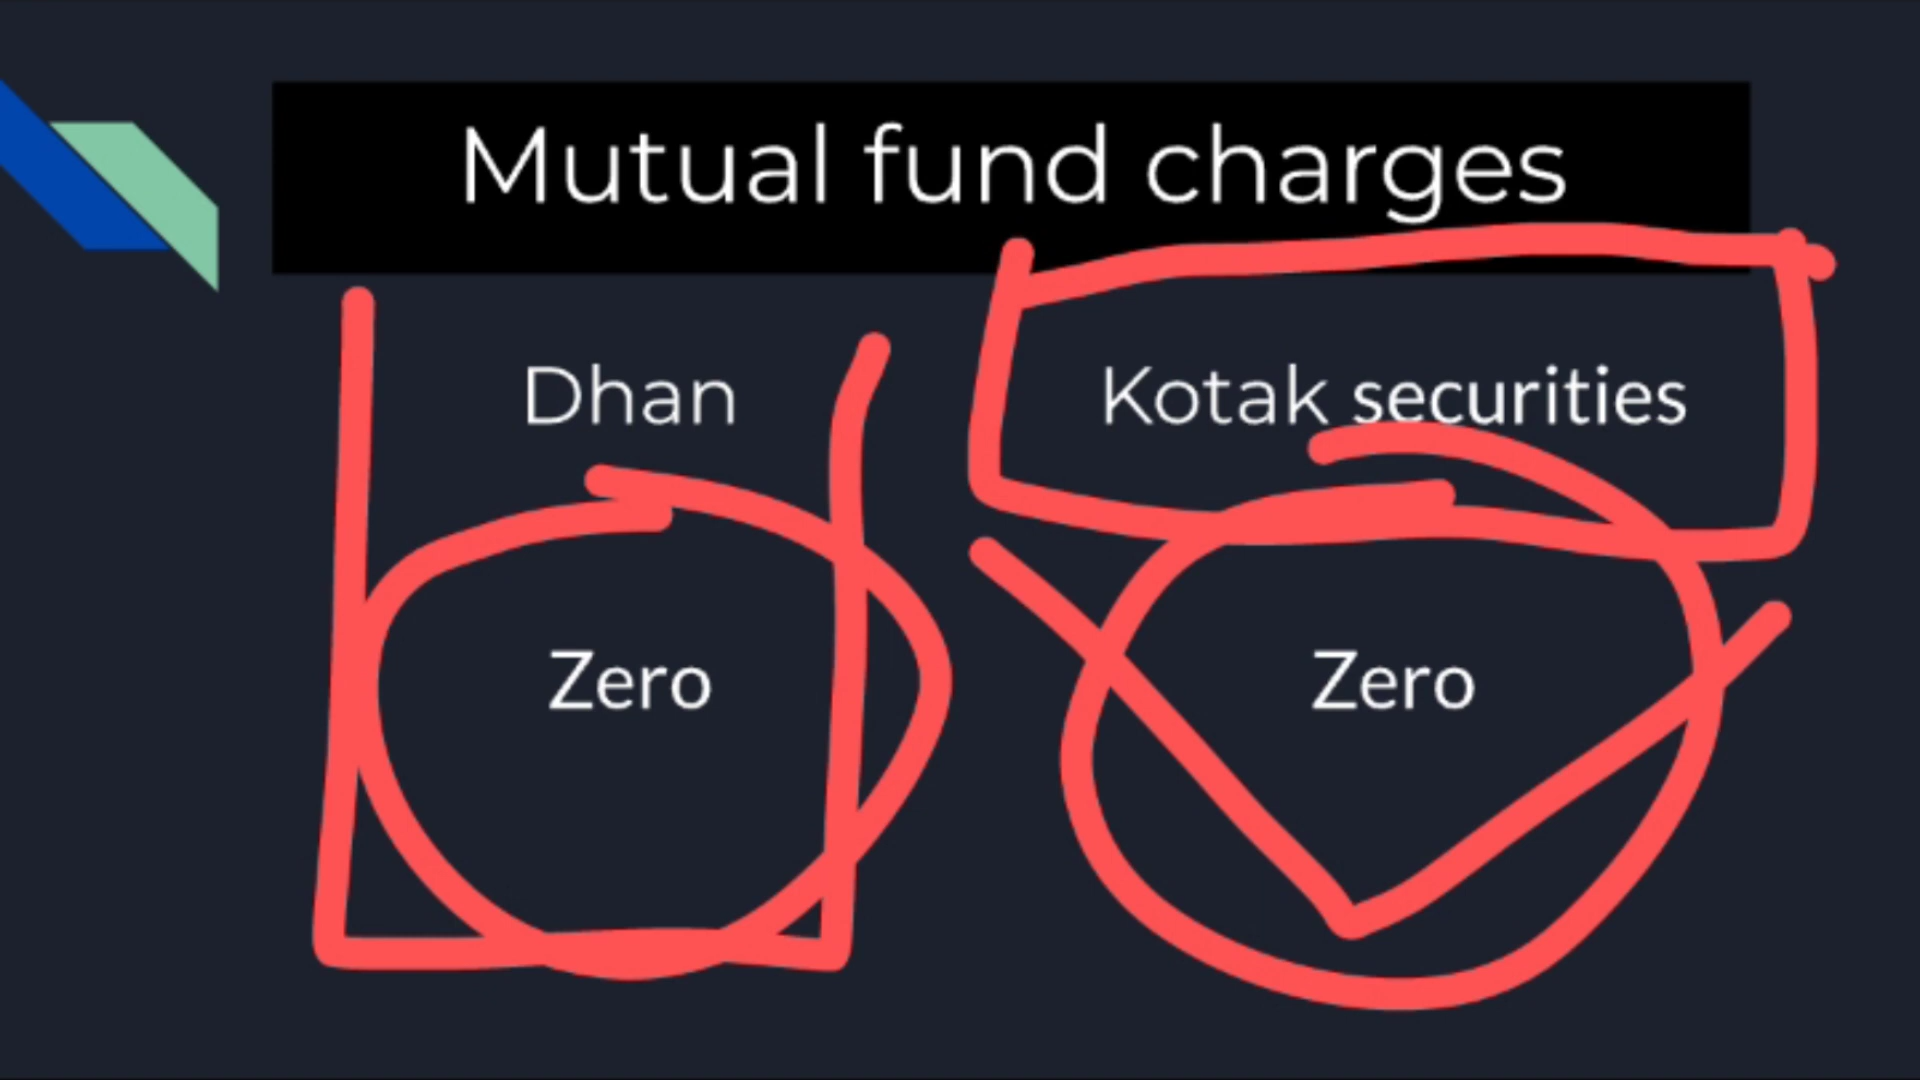 Mutual fund charges
Dhan
Kotak securities
Zero
Zero